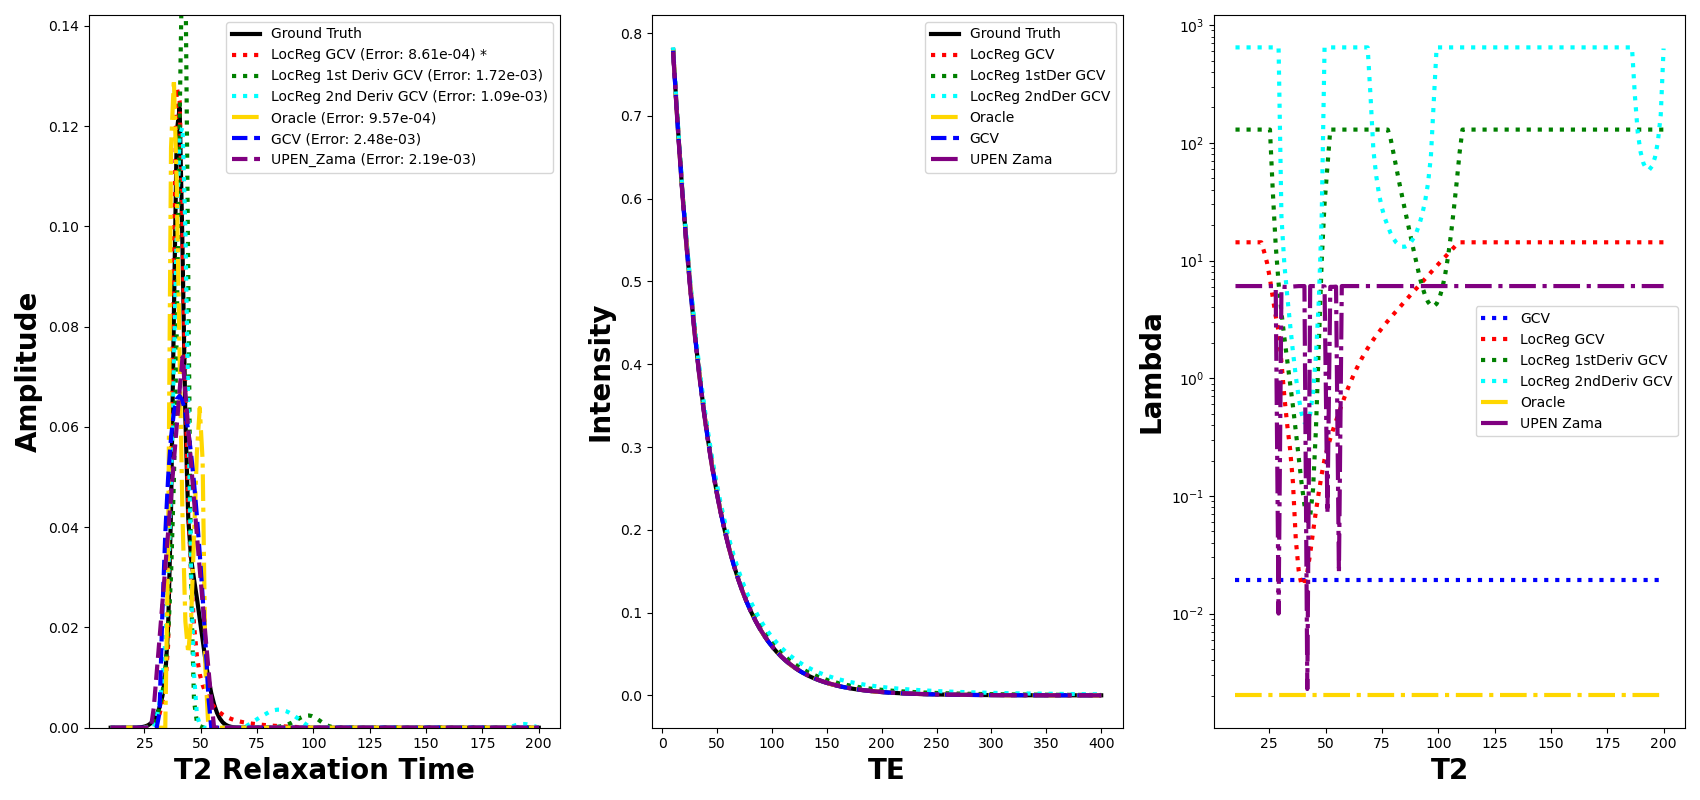 Amplitude
0.14
0.12
0.10
0.08
0.06
0.04
0.02
0.00
Ground Truth
LocReg GCV (Error: 8.61e-04) *
LocReg 1st Deriv GCV (Error: 1.72e-03)
LocReg 2nd Deriv GCV (Error: 1.09e-03)
Oracle (Error: 9.57e-04)
GCV (Error: 2.48e-03)
UPEN_Zama (Error: 2.19e-03)
25 50 75 100 125 150 175 200
T2 Relaxation Time
Intensity
0.8
0.7
0.6
0.5
0.4
0.3
0.2
0.1
0.0
Ground Truth
LocReg GCV
LocReg 1stDer GCV
LocReg 2ndDer GCV
Oracle
GCV
UPEN Zama
0 50 100 150 200 250 300 350 400
TE
Lambda
10³
10²
10¹
10⁰
10⁻¹
10⁻²
GCV
LocReg GCV
LocReg 1stDeriv GCV
LocReg 2ndDeriv GCV
Oracle
UPEN Zama
25 50 75 100 125 150 175 200
T2